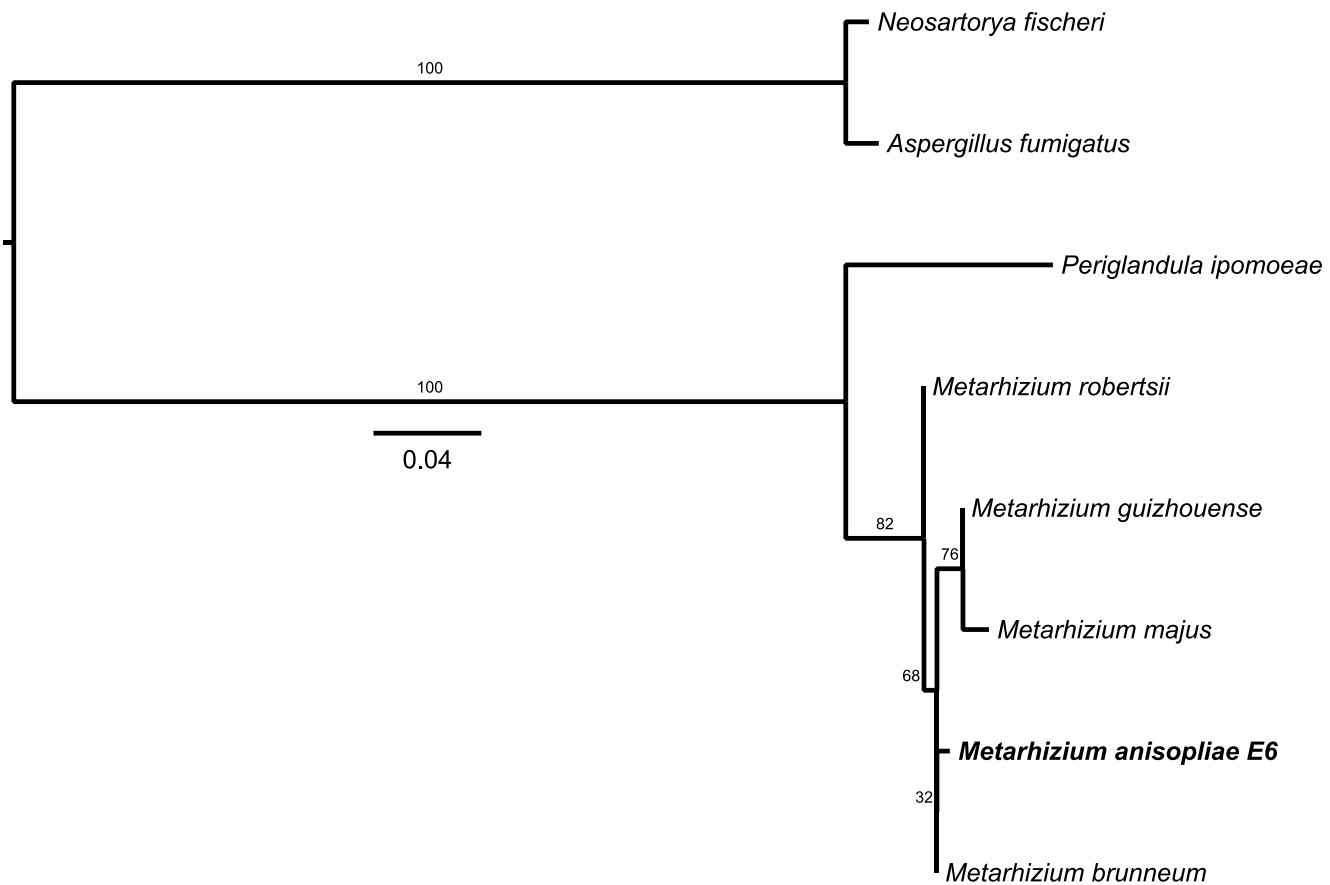 Neosartorya fischeri
100
Aspergillus fumigatus
Periglandula ipomoeae
Metarhizium robertsii
100
0.04
Metarhizium guizhouense
82
76
Metarhizium majus
68
Metarhizium anisopliae E6
32
Metarhizium brunneum